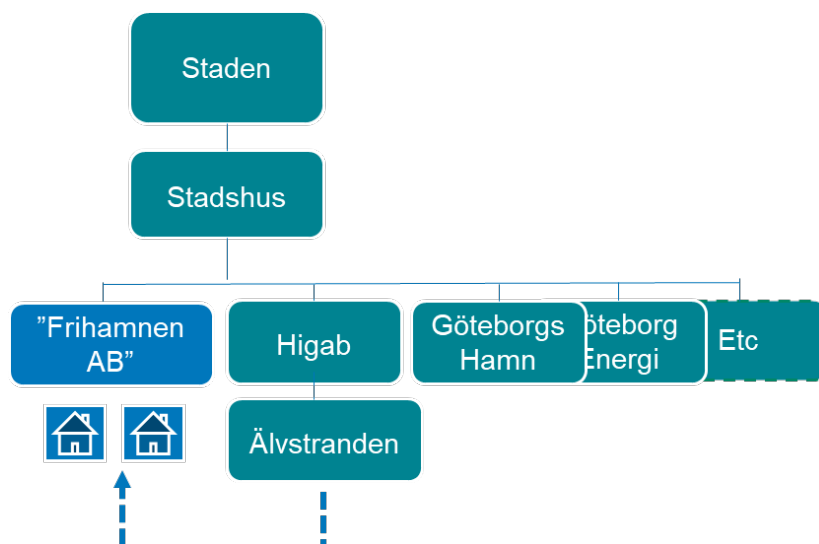 Staden
Stadshus
”Frihamnen
AB”
Higab
Göteborgs
Hamn
öteborg
Energi
Etc
Älvstranden